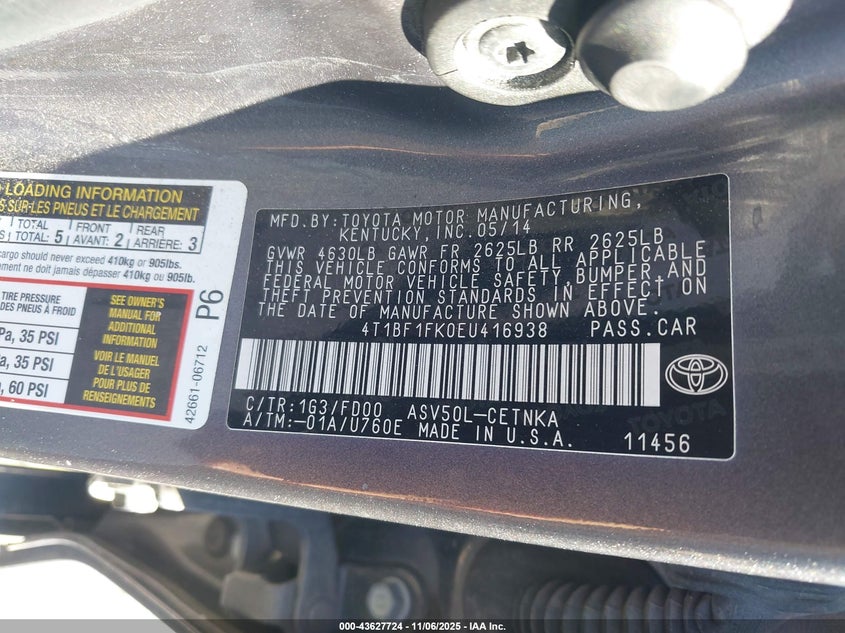 LOADING INFORMATION
SUR-LES PNEUS ET LE CHARGEMENT
TOTAL FRONT REAR
TOTAL: 5 AVANT: 2 ARRIÈRE: 3
cargo should never exceed 410kg or 905lbs.
ne doit jamais dépasser 410kg ou 905lb.
TIRE PRESSURE
DES PNEUS À FROID
35 PSI
35 PSI
60 PSI
SEE OWNER'S
MANUAL FOR
ADDITIONAL
INFORMATION
VOIR LE MANUEL
DE L'USAGER
POUR PLUS DE
RENSEIGNEMENTS
P6
42661-06712
MFD.BY:TOYOTA MOTOR MANUFACTURING,
KENTUCKY,INC.05/14
GVWR 4630LB GAWR FR 2625LB RR 2625LB
THIS VEHICLE CONFORMS TO ALL APPLICABLE
FEDERAL MOTOR VEHICLE SAFETY,BUMPER,AND
THEFT PREVENTION STANDARDS IN EFFECT ON
THE DATE OF MANUFACTURE SHOWN ABOVE.
4T1BF1FK0EU416938 PASS.CAR
C/TR:1G3/FD00 ASV50L-CETNKA
A/TM:-01A/U760E MADE IN U.S.A.
11456
TOYOTA
000-43627724 - 11/06/2025 - IAA Inc.